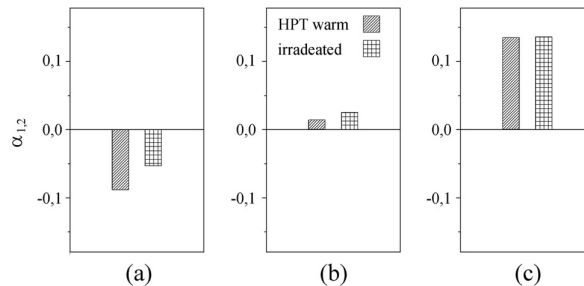 HPT warm
irradeated
0,1 0,1 0,1
0,0 0,0 0,0
-0,1 -0,1 -0,1
α1,2
(a) (b) (c)